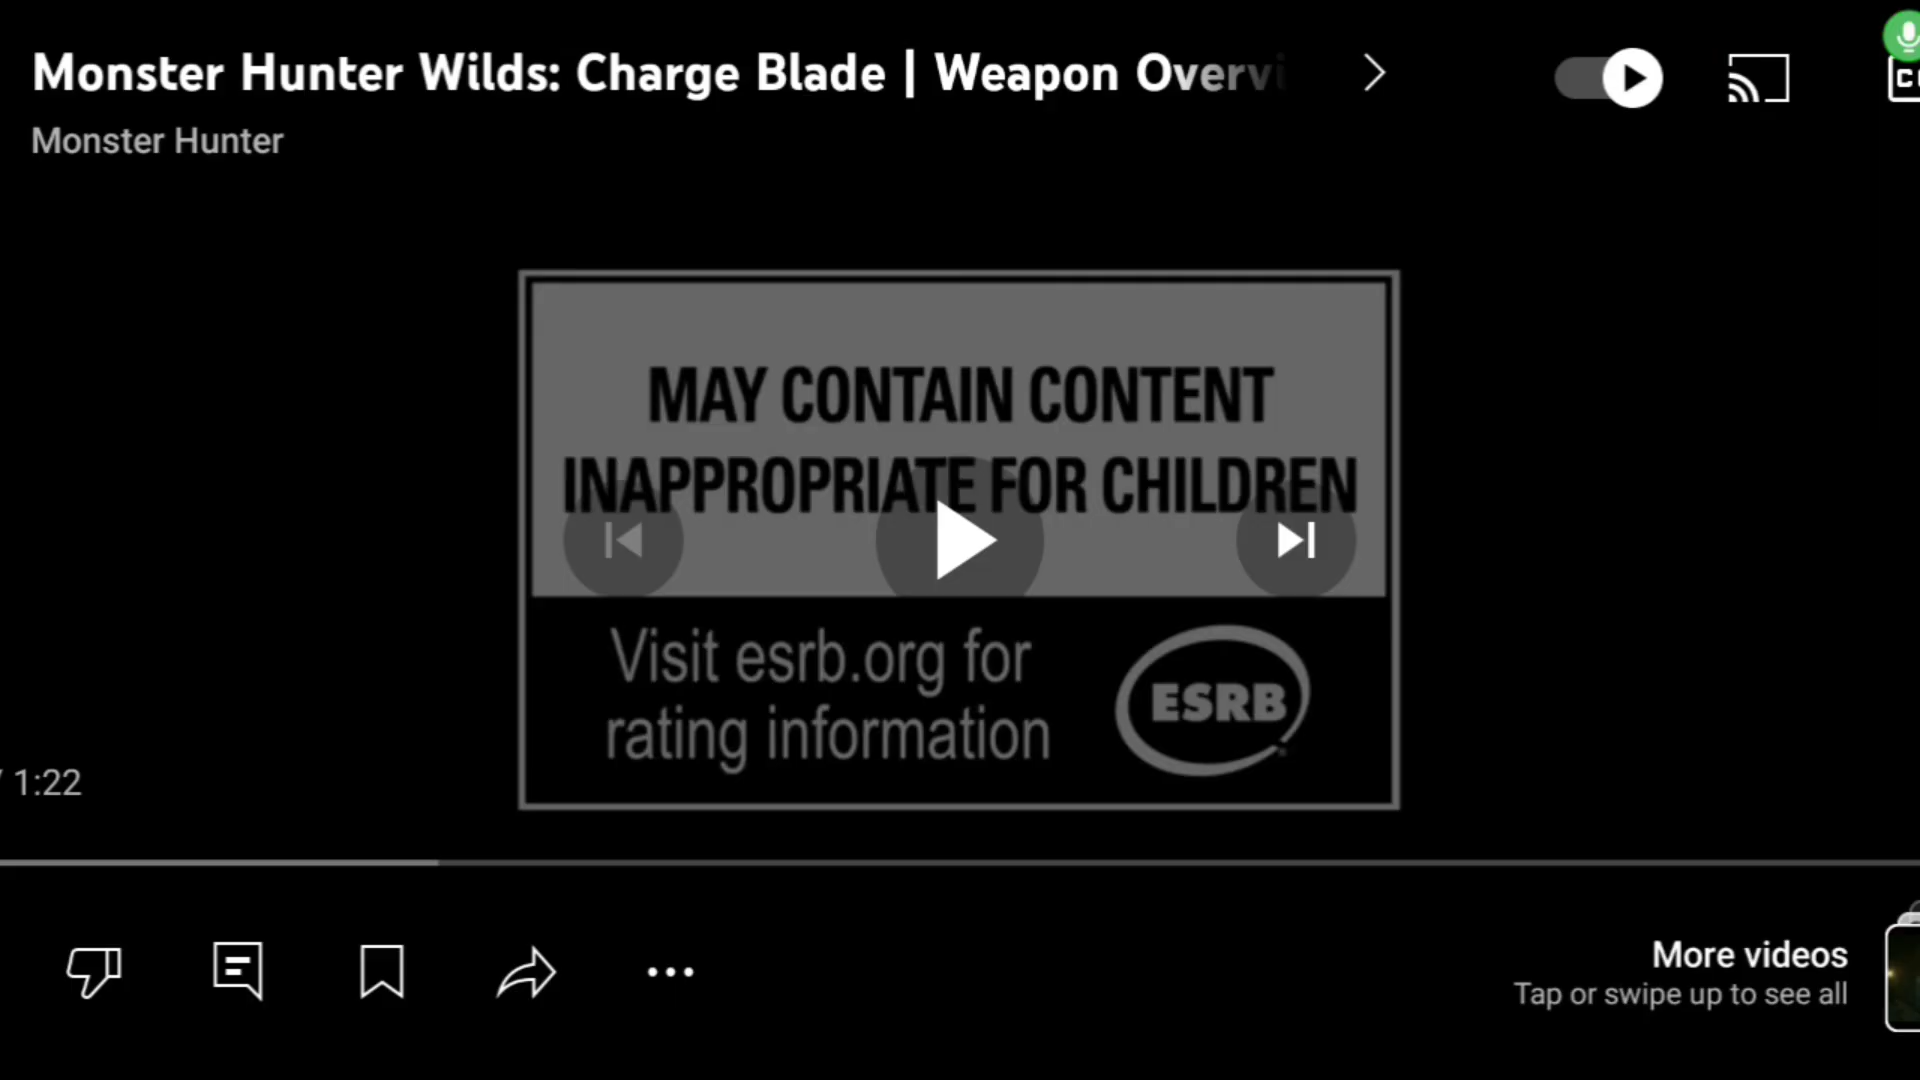 Monster Hunter Wilds: Charge Blade | Weapon Overvi
Monster Hunter
MAY CONTAIN CONTENT
INAPPROPRIATE FOR CHILDREN
Visit esrb.org for
rating information
ESRB
/ 1:22
More videos
Tap or swipe up to see all